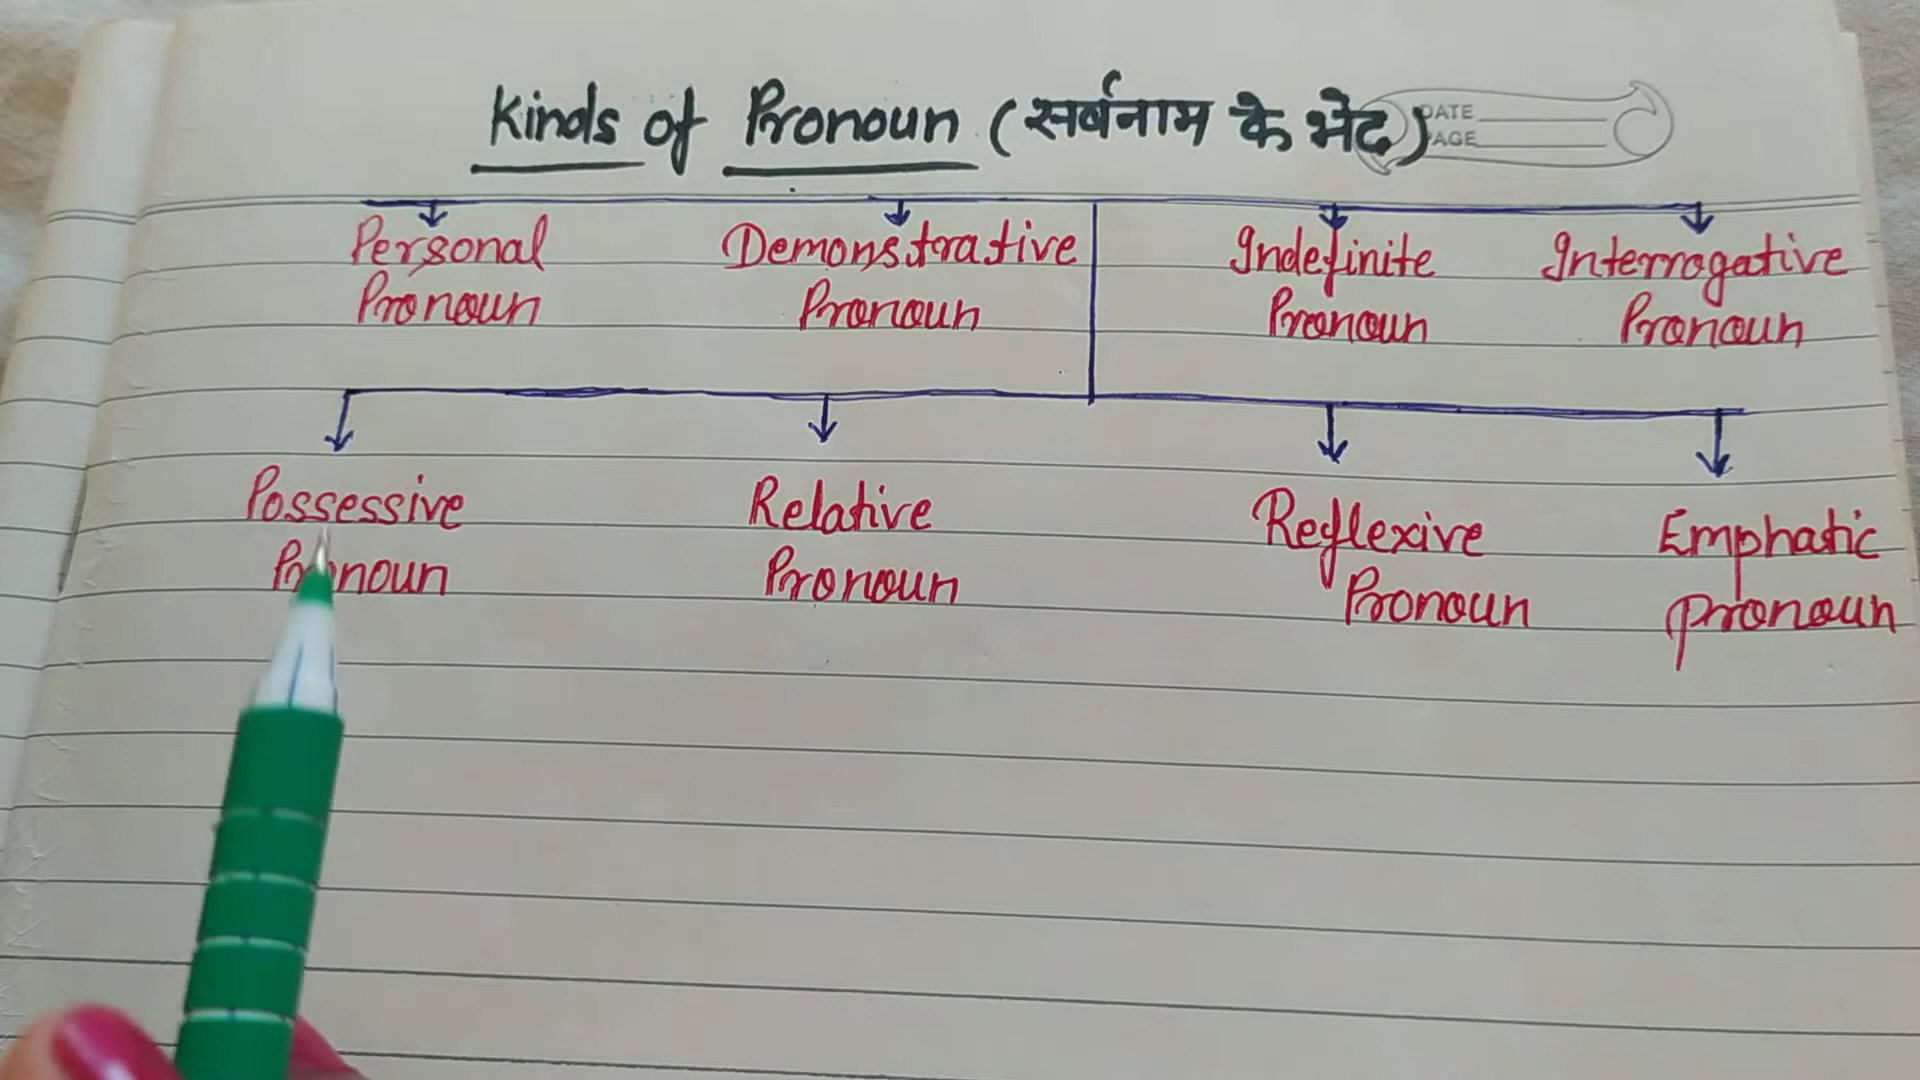 Kinds of Pronoun (सर्वनाम के भेद)
DATE
PAGE
Personal Pronoun
Demonstrative Pronoun
Indefinite Pronoun
Interrogative Pronoun
Possessive Pronoun
Relative Pronoun
Reflexive Pronoun
Emphatic Pronoun